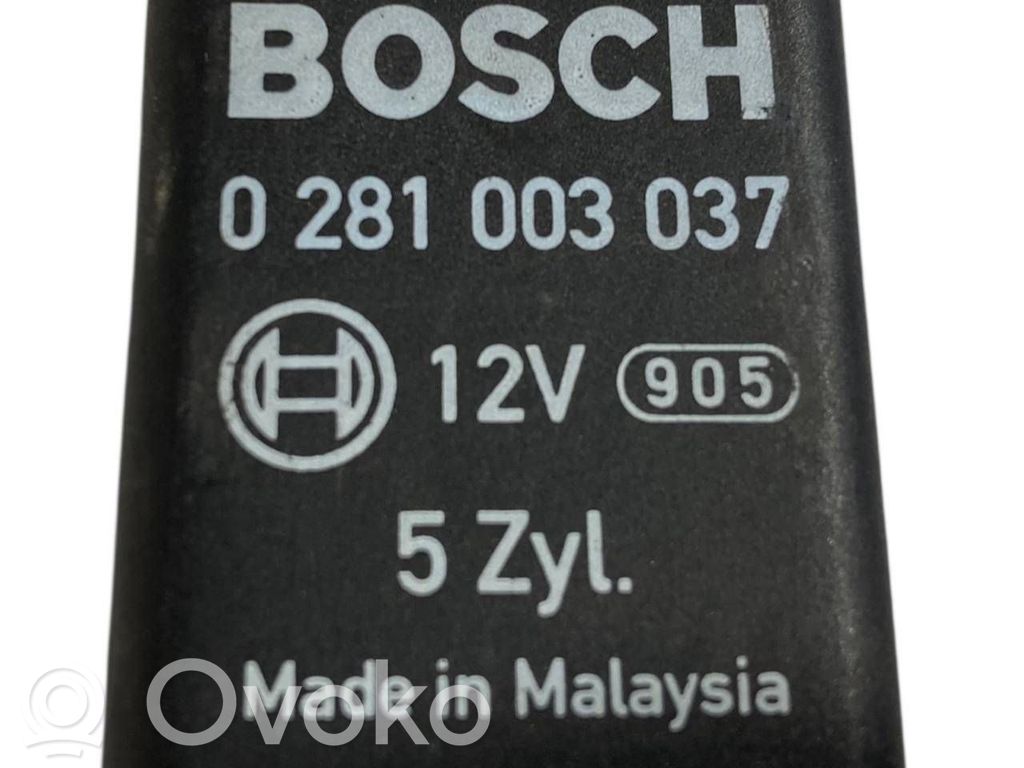 BOSCH
0 281 003 037
12V 905
5 Zyl.
Made in Malaysia
Ovoko